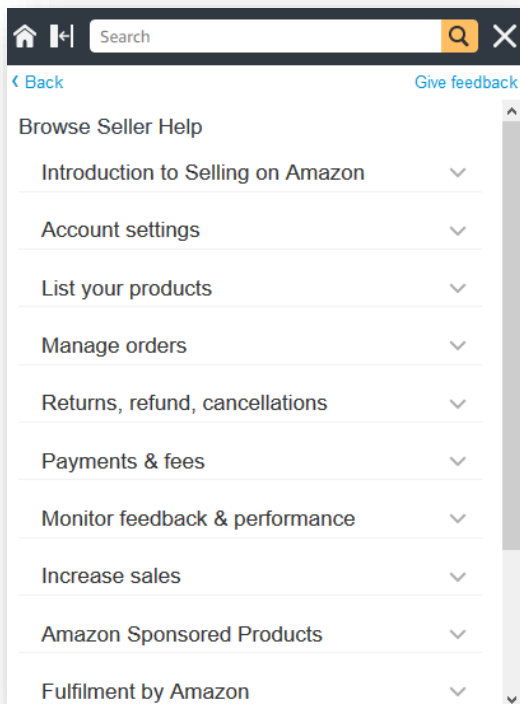 Search
Back
Give feedback
Browse Seller Help
Introduction to Selling on Amazon
Account settings
List your products
Manage orders
Returns, refund, cancellations
Payments & fees
Monitor feedback & performance
Increase sales
Amazon Sponsored Products
Fulfilment by Amazon